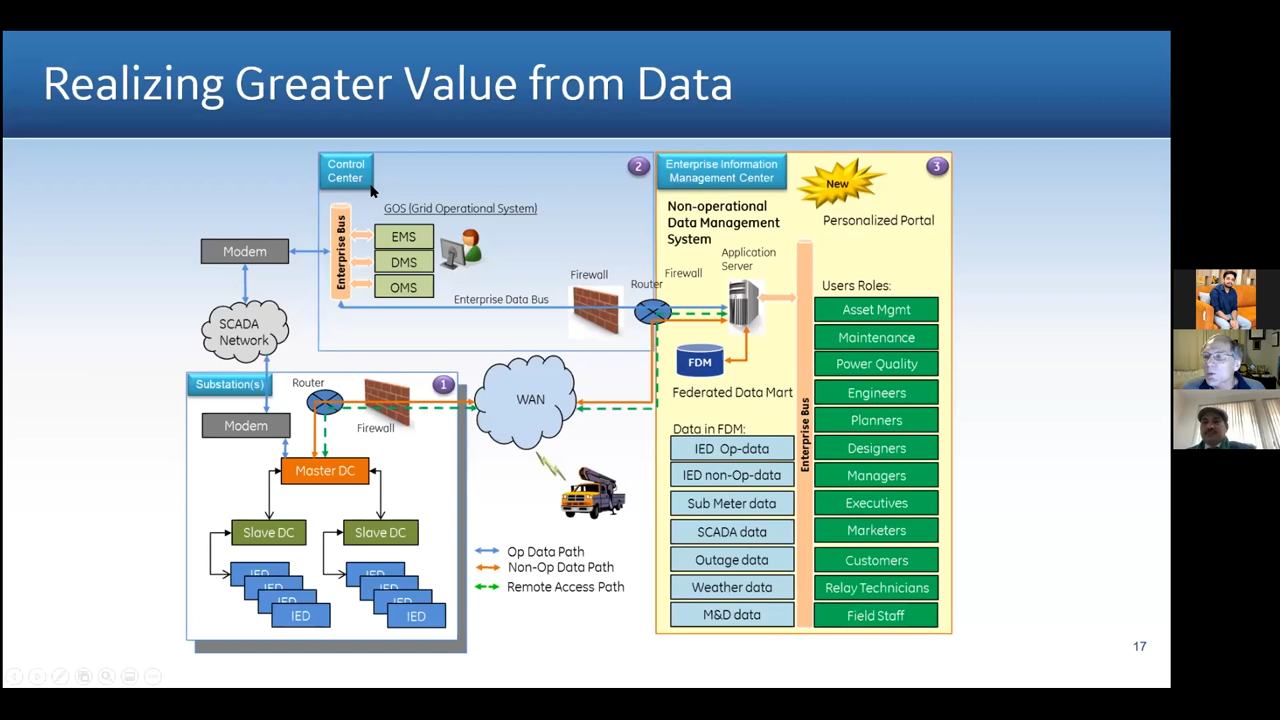 Realizing Greater Value from Data
Control
Center
2
GOS (Grid Operational System)
Enterprise Bus
EMS
DMS
OMS
Modem
SCADA
Network
Enterprise Data Bus
Firewall
Router
Firewall
Enterprise Information
Management Center
New
3
Non-operational
Data Management
System
Personalized Portal
Application
Server
FDM
Federated Data Mart
Data in FDM:
IED Op-data
IED non-Op-data
Sub Meter data
SCADA data
Outage data
Weather data
M&D data
Enterprise Bus
Users Roles:
Asset Mgmt
Maintenance
Power Quality
Engineers
Planners
Designers
Managers
Executives
Marketers
Customers
Relay Technicians
Field Staff
Substation(s)
Router
1
Modem
Firewall
WAN
Master DC
Slave DC
Slave DC
IED
IED
IED
IED
IED
IED
IED
IED
Op Data Path
Non-Op Data Path
Remote Access Path
17